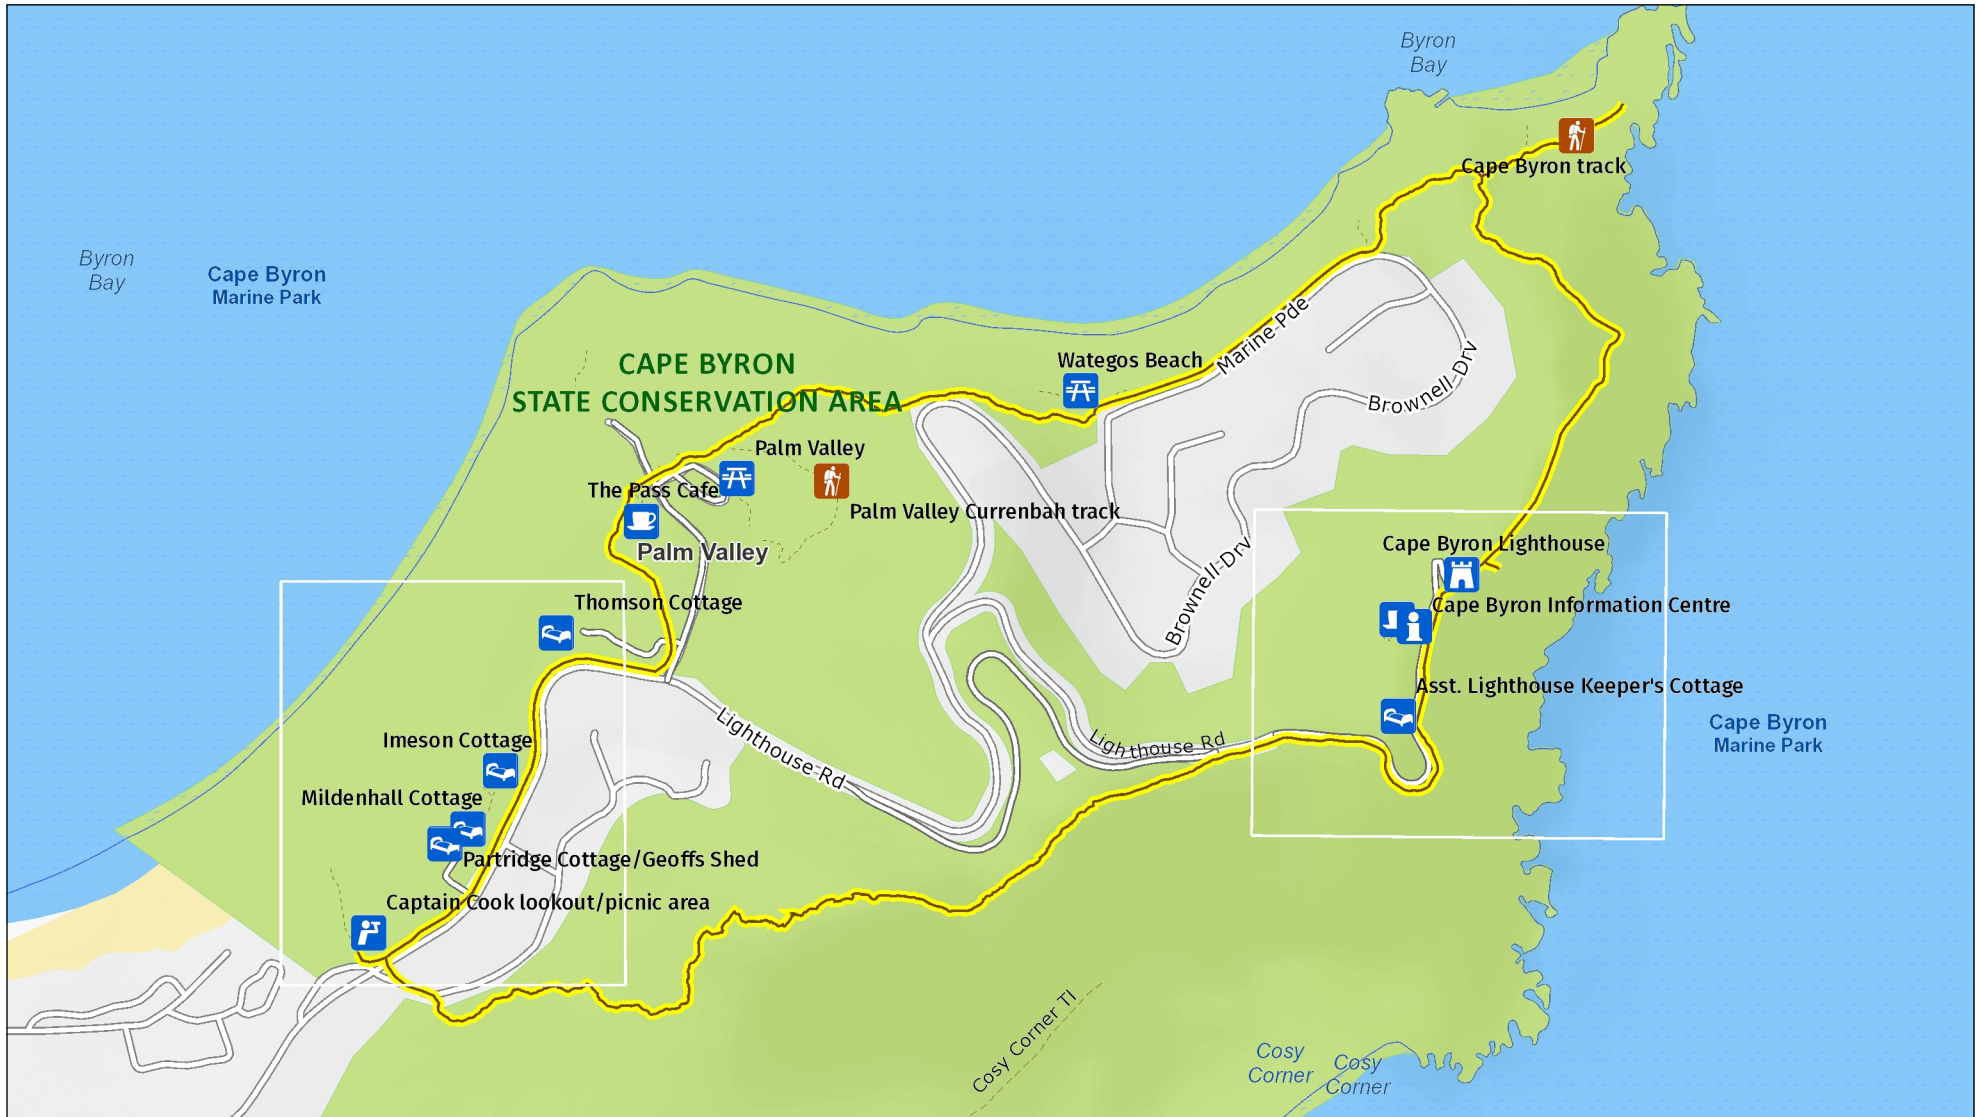 Byron
Bay
Cape Byron track
Byron
Bay
Cape Byron
Marine Park
Marine Pde
CAPE BYRON
STATE CONSERVATION AREA
Wategos Beach
Brownell Drv
Palm Valley
The Pass Cafe
Palm Valley Currenbah track
Palm Valley
Cape Byron Lighthouse
Brownell Drv
Thomson Cottage
Cape Byron Information Centre
Asst. Lighthouse Keeper's Cottage
Cape Byron
Marine Park
Lighthouse Rd
Lighthouse Rd
Imeson Cottage
Mildenhall Cottage
Partridge Cottage/Geoffs Shed
Captain Cook lookout/picnic area
Cosy Corner Tl
Cosy
Corner
Cosy
Corner